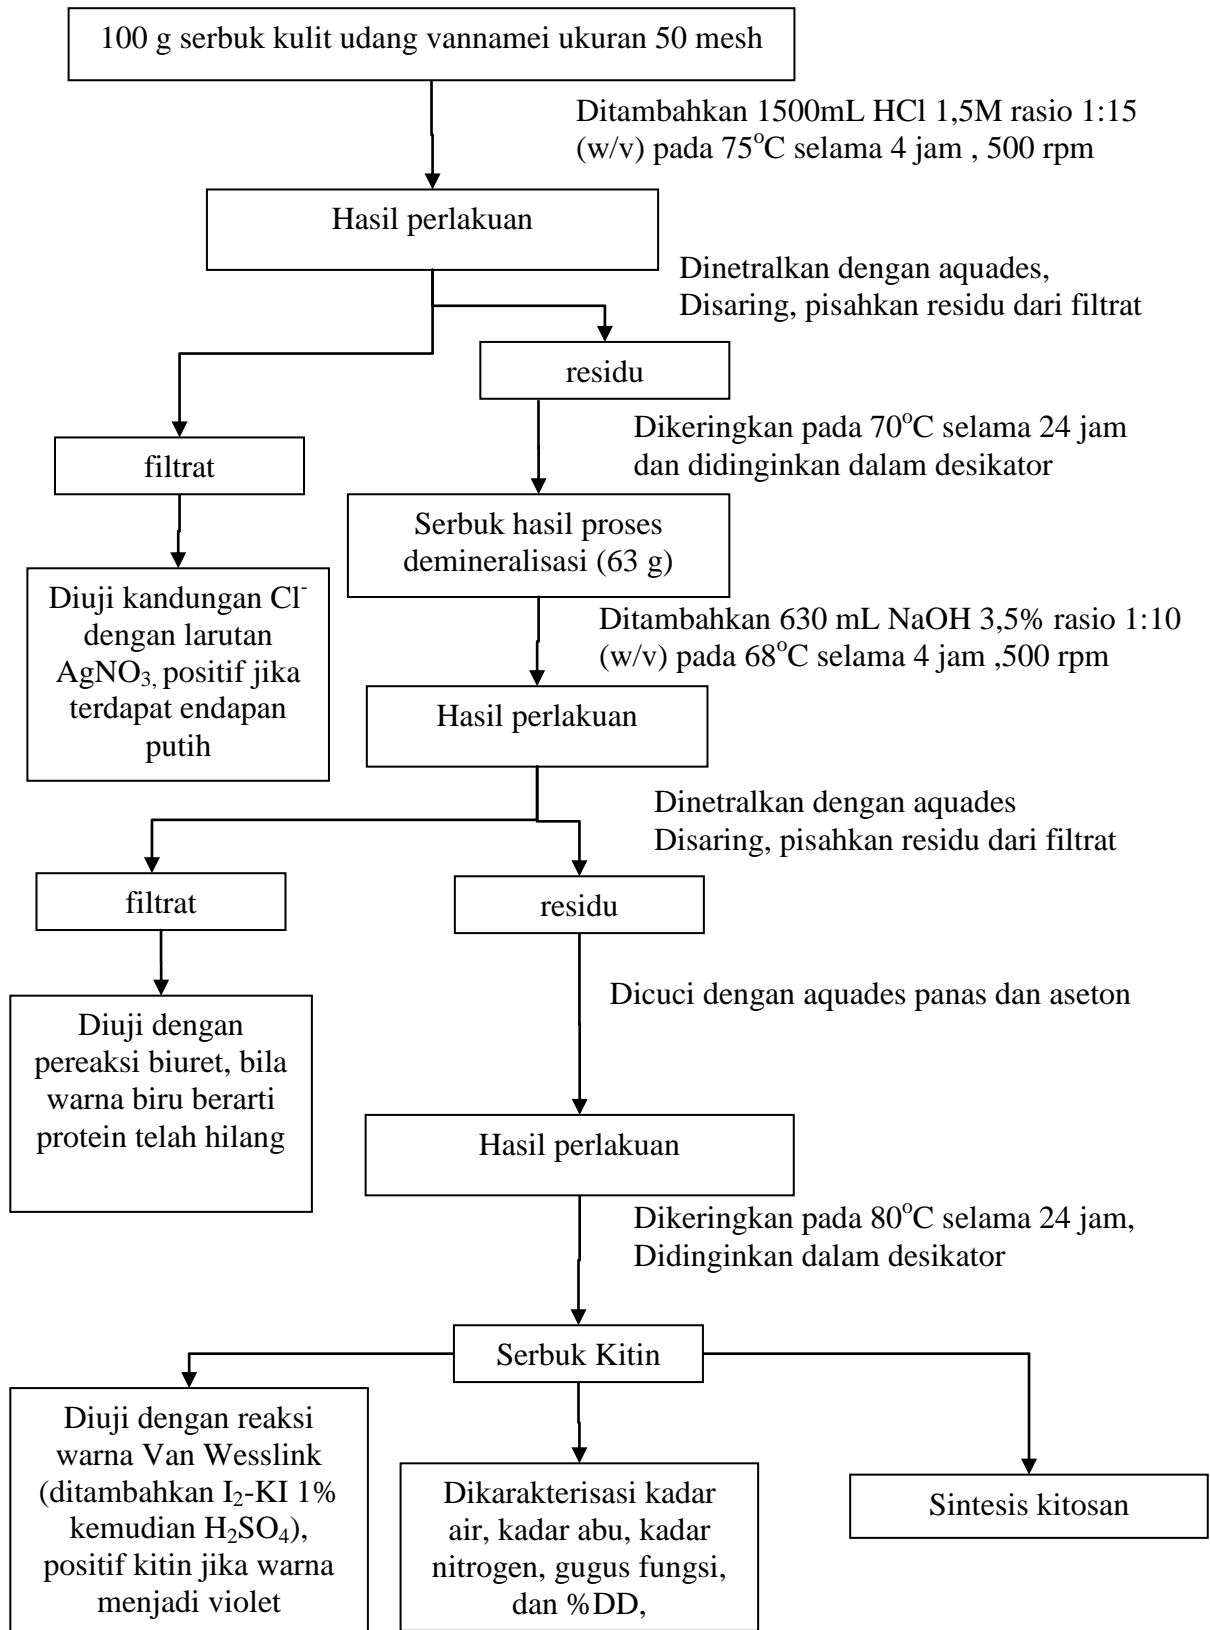 100 g serbuk kulit udang vannamei ukuran 50 mesh
Ditambahkan 1500mL HCl 1,5M rasio 1:15
(w/v) pada 75°C selama 4 jam , 500 rpm
Hasil perlakuan
Dinetralkan dengan aquades,
Disaring, pisahkan residu dari filtrat
residu
filtrat
Dikeringkan pada 70°C selama 24 jam
dan didinginkan dalam desikator
Serbuk hasil proses
demineralisasi (63 g)
Diuji kandungan Cl⁻
dengan larutan
AgNO₃, positif jika
terdapat endapan
putih
Ditambahkan 630 mL NaOH 3,5% rasio 1:10
(w/v) pada 68°C selama 4 jam ,500 rpm
Hasil perlakuan
Dinetralkan dengan aquades
Disaring, pisahkan residu dari filtrat
filtrat
residu
Dicuci dengan aquades panas dan aseton
Diuji dengan
pereaksi biuret, bila
warna biru berarti
protein telah hilang
Hasil perlakuan
Dikeringkan pada 80°C selama 24 jam,
Didinginkan dalam desikator
Serbuk Kitin
Diuji dengan reaksi
warna Van Wesslink
(ditambahkan I₂-KI 1%
kemudian H₂SO₄),
positif kitin jika warna
menjadi violet
Dikarakterisasi kadar
air, kadar abu, kadar
nitrogen, gugus fungsi,
dan %DD,
Sintesis kitosan